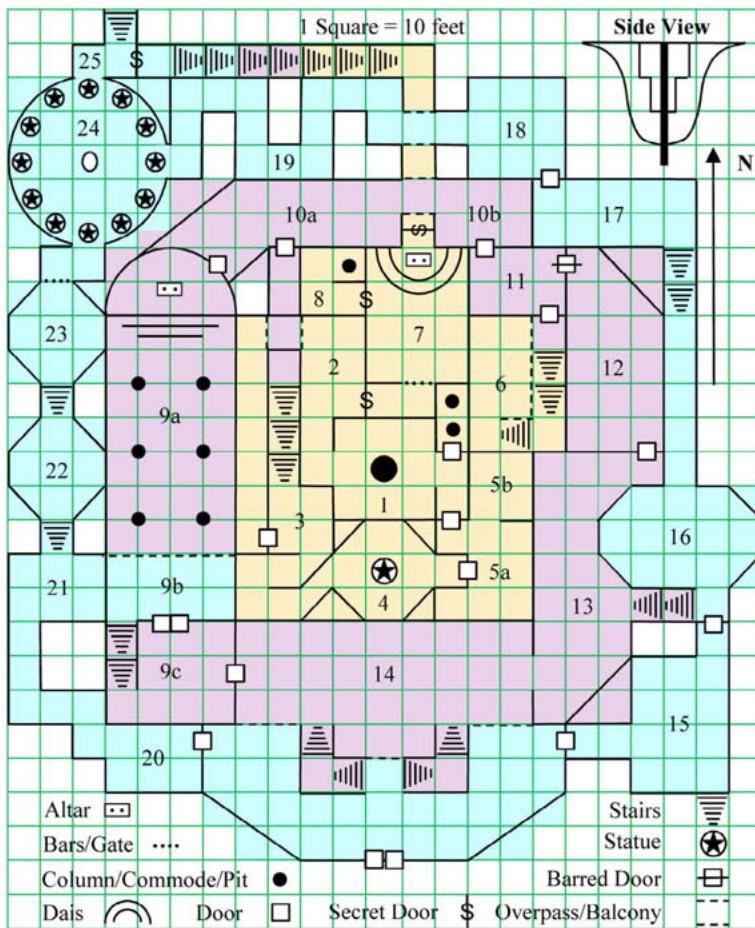 1 Square = 10 feet
Side View
N
25
S
24
18
19
10a
10b
S
17
11
8
S
7
23
2
6
12
9a
S
22
5b
1
3
16
21
9b
4
5a
13
9c
14
15
20
Altar
Stairs
Bars/Gate
Statue
Column/Commode/Pit
Barred Door
Dais
Door
Secret Door
S
Overpass/Balcony